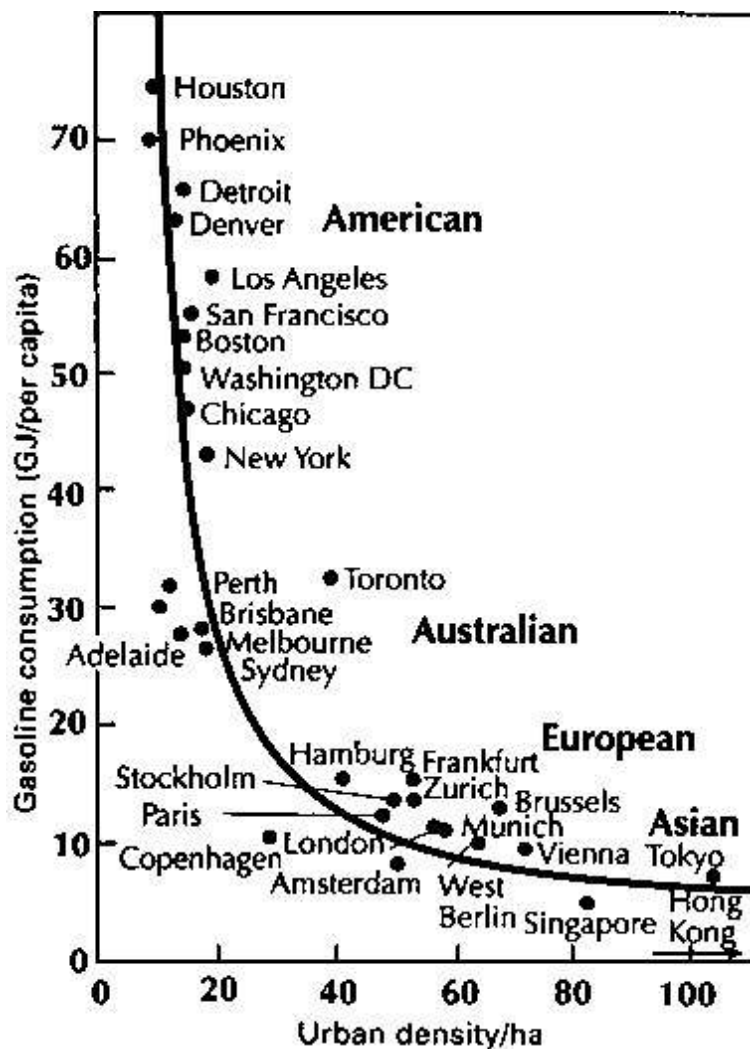 Houston
70
Phoenix
Detroit
Denver
American
60
Los Angeles
San Francisco
Boston
50
Washington DC
Chicago
New York
40
Gasoline consumption (GJ/per capita)
Perth
Toronto
30
Brisbane
Australian
Adelaide
Melbourne
Sydney
20
European
Hamburg
Frankfurt
Stockholm
Zurich
Brussels
Paris
Asian
10
London
Munich
Vienna
Tokyo
Copenhagen
Amsterdam
West
Berlin
Singapore
Hong
Kong
0
0 20 40 60 80 100
Urban density/ha